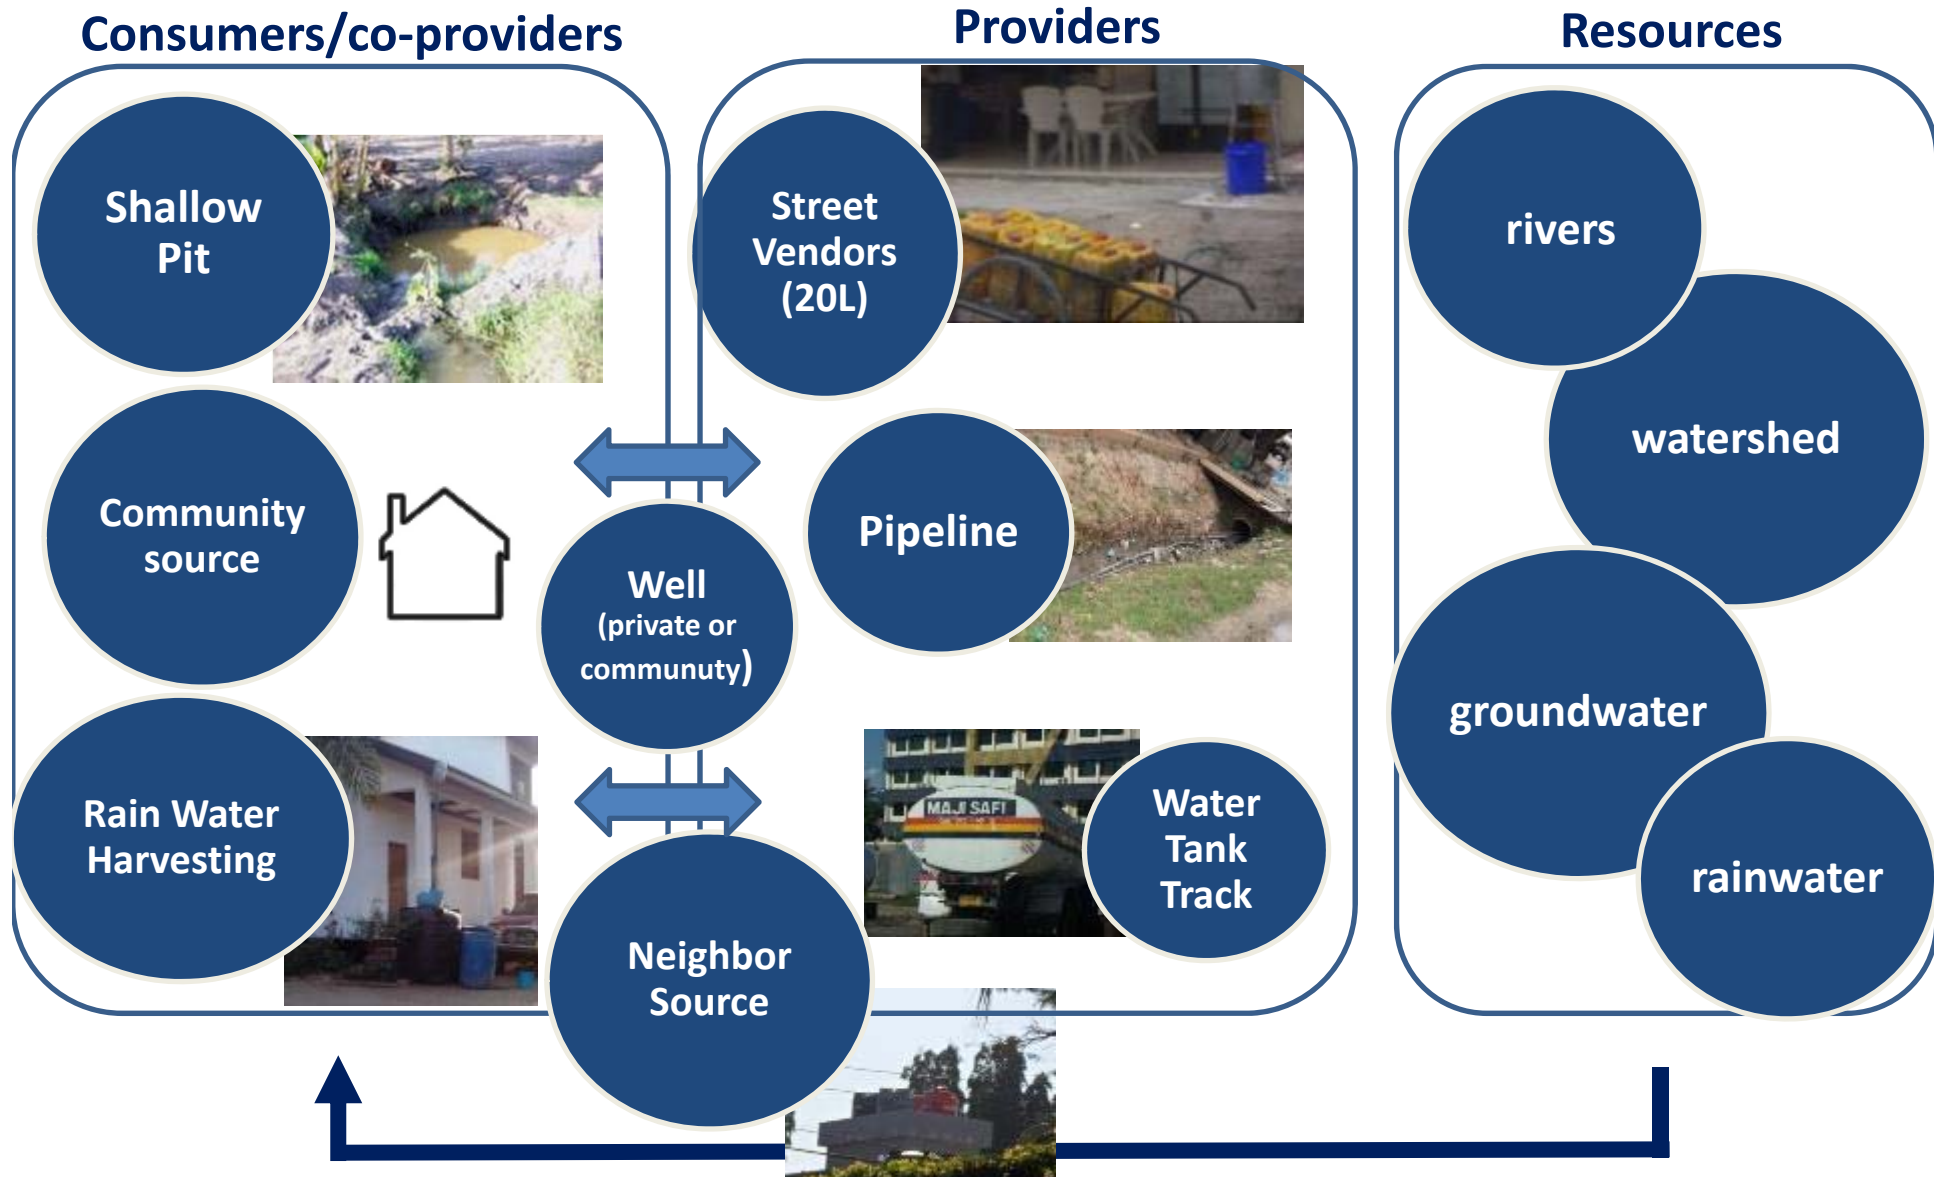 Consumers/co-providers
Shallow
Pit
Community
source
Rain Water
Harvesting
Well
(private or
communuty)
Neighbor
Source
Providers
Street
Vendors
(20L)
Pipeline
MAJI SAFI
Water
Tank
Track
Resources
rivers
watershed
groundwater
rainwater